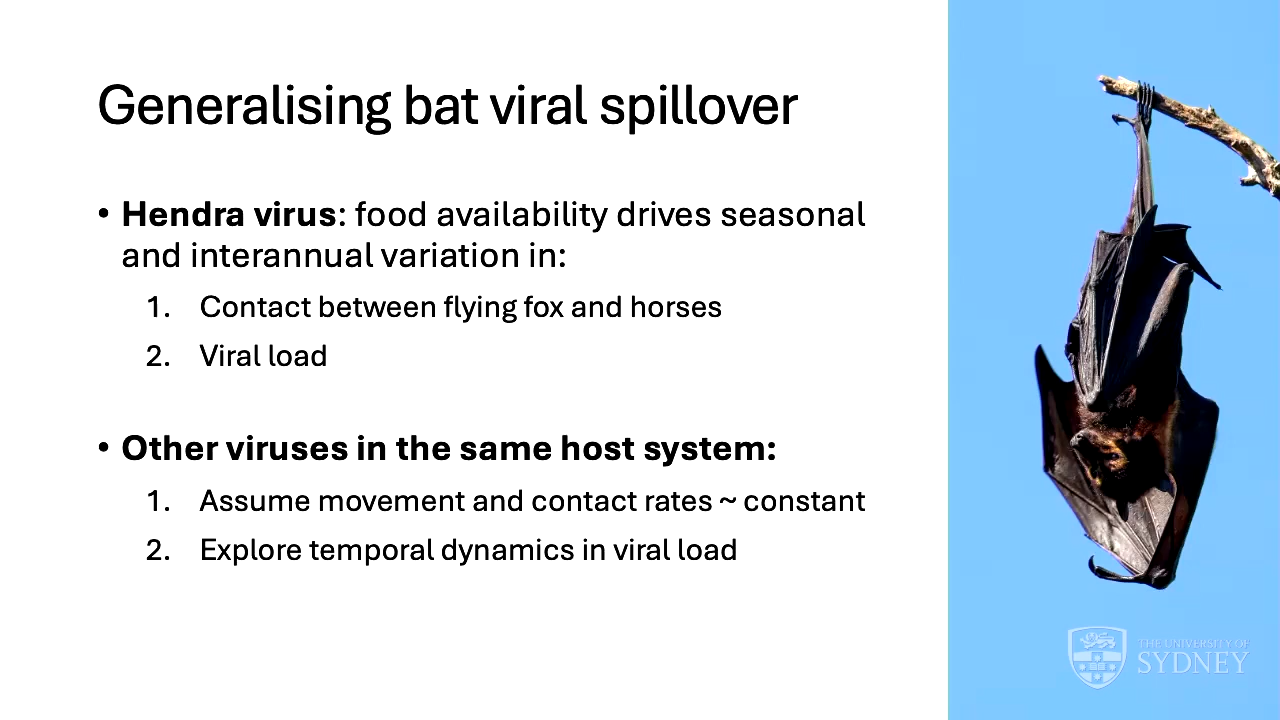 Generalising bat viral spillover
• Hendra virus: food availability drives seasonal
and interannual variation in:
1. Contact between flying fox and horses
2. Viral load
• Other viruses in the same host system:
1. Assume movement and contact rates ~ constant
2. Explore temporal dynamics in viral load
THE UNIVERSITY OF
SYDNEY